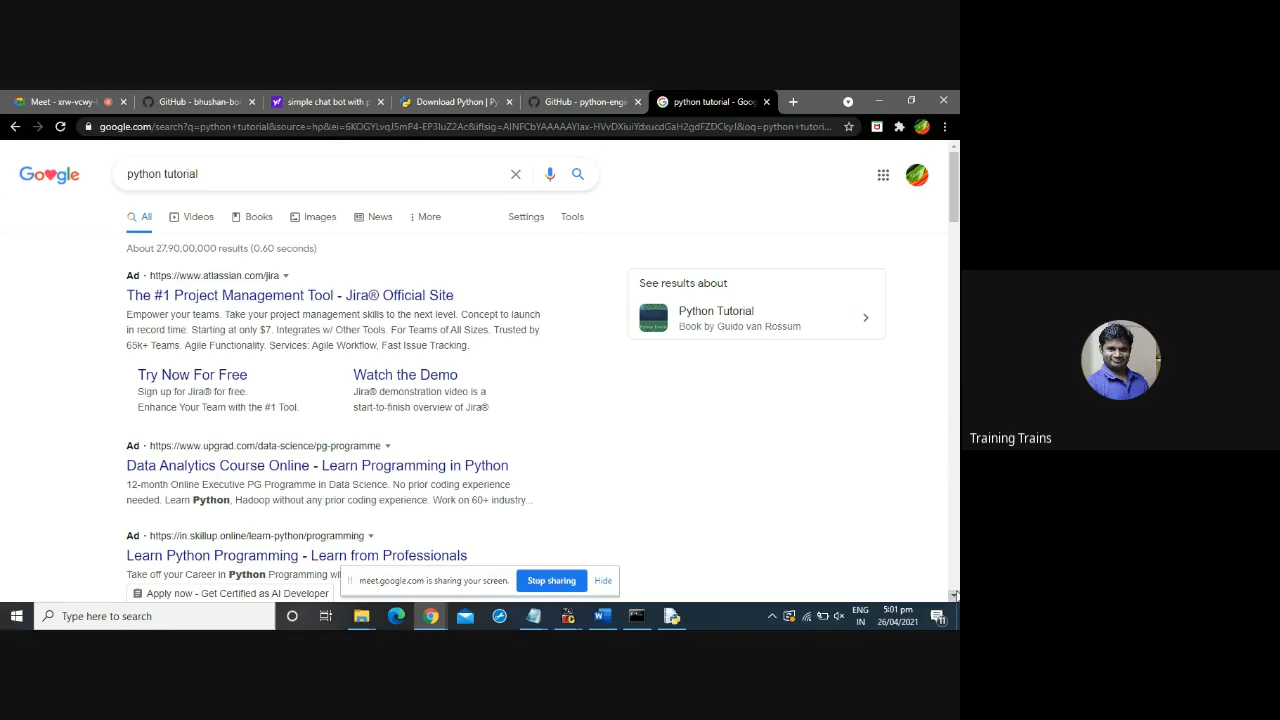 Meet - xrw-vcwy-
GitHub - bhushan-bo
simple chat bot with p
Download Python | Py
GitHub - python-engi
python tutorial - Goog
google.com/search?q=python+tutorial&source=hp&ei=
python tutorial
Google
All
Videos
Books
Images
News
More
Settings
Tools
About 27,90,00,000 results (0.60 seconds)
Ad · https://www.atlassian.com/jira
The #1 Project Management Tool - Jira® Official Site
Empower your teams. Take your project management skills to the next level. Concept to launch
in record time. Starting at only $7. Integrates w/ Other Tools. For Teams of All Sizes. Trusted by
65K+ Teams. Agile Functionality. Services: Agile Workflow, Fast Issue Tracking.
Try Now For Free
Sign up for Jira® for free.
Enhance Your Team with the #1 Tool.
Watch the Demo
Jira® demonstration video is a
start-to-finish overview of Jira®
Ad · https://www.upgrad.com/data-science/pg-programme
Data Analytics Course Online - Learn Programming in Python
12-month Online Executive PG Programme in Data Science. No prior coding experience
needed. Learn Python, Hadoop without any prior coding experience. Work on 60+ industry...
Ad · https://in.skillup.online/learn-python/programming
Learn Python Programming - Learn from Professionals
Take off your Career in Python Programming wi
Apply now - Get Certified as AI Developer
See results about
Python Tutorial
Book by Guido van Rossum
meet.google.com is sharing your screen.
Stop sharing
Hide
Training Trains
Type here to search
ENG
IN
5:01 pm
26/04/2021
11